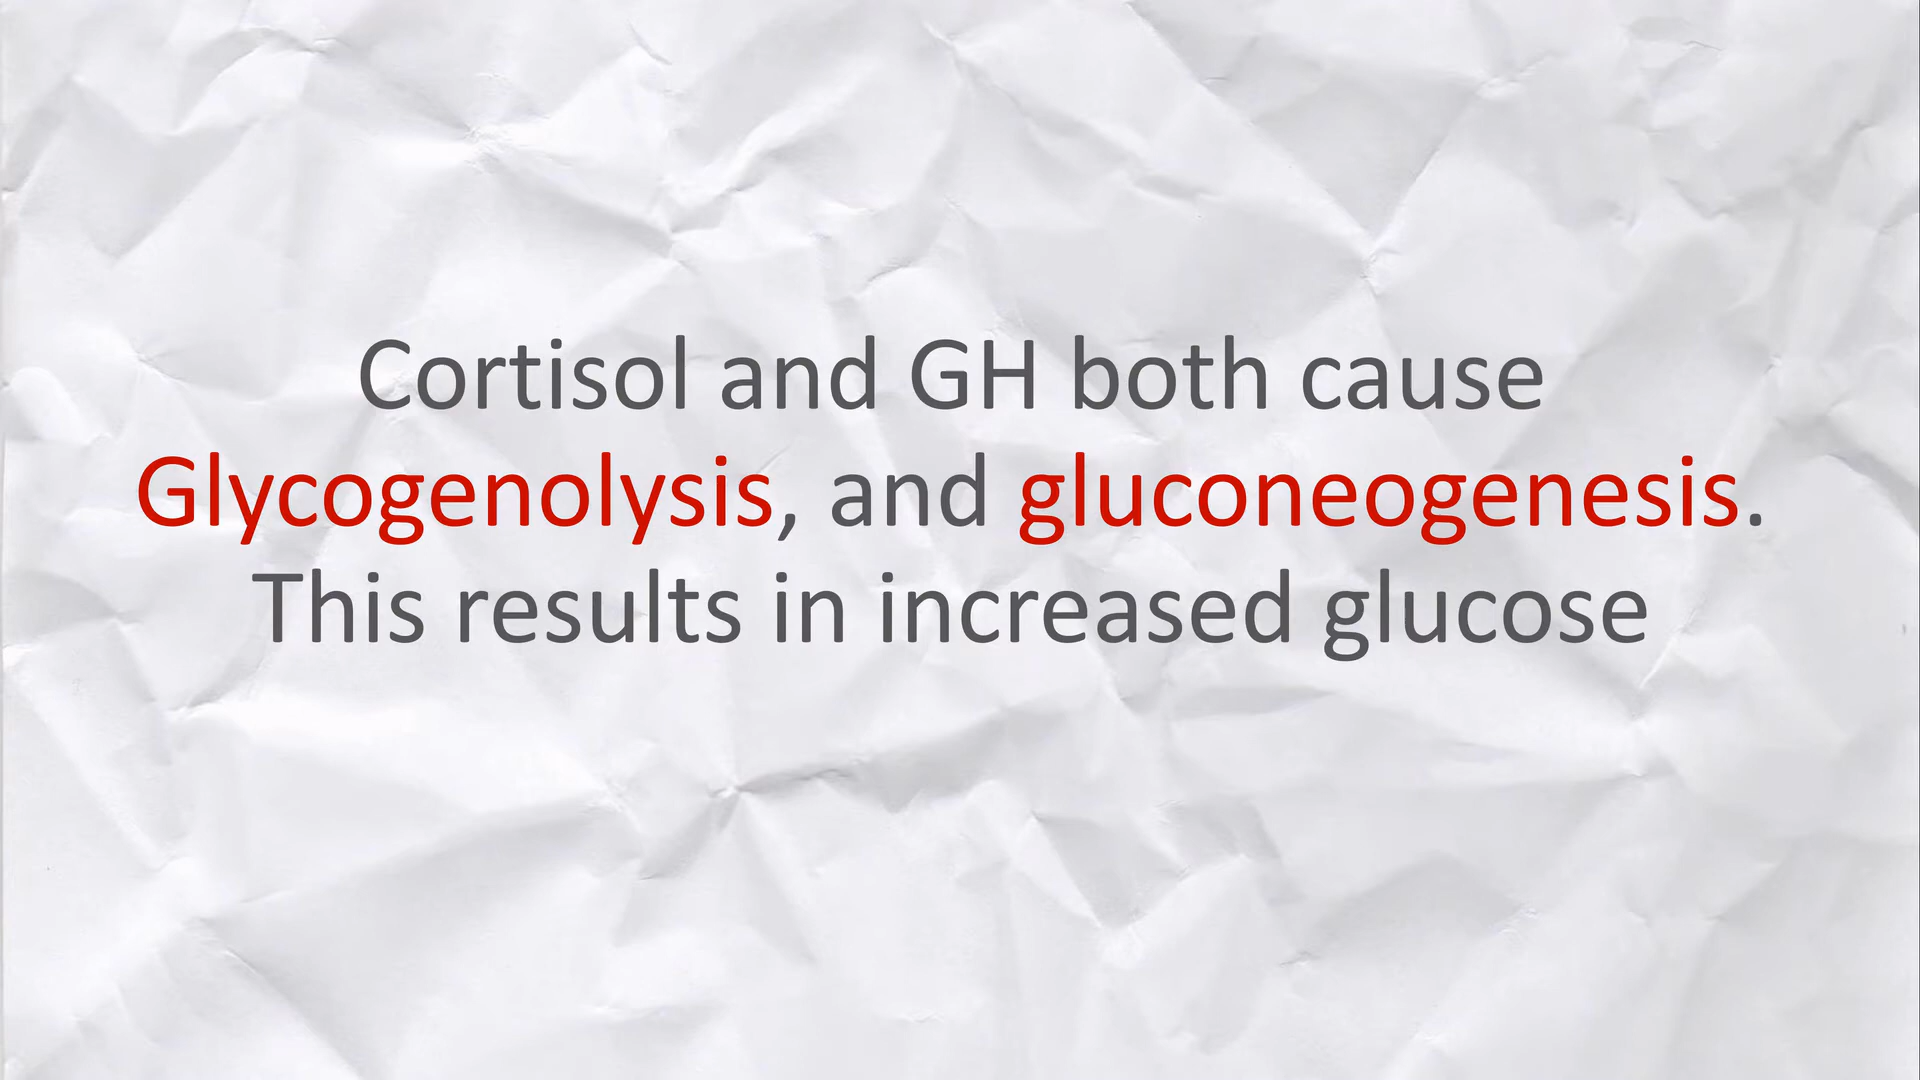 Cortisol and GH both cause
Glycogenolysis, and gluconeogenesis.
This results in increased glucose